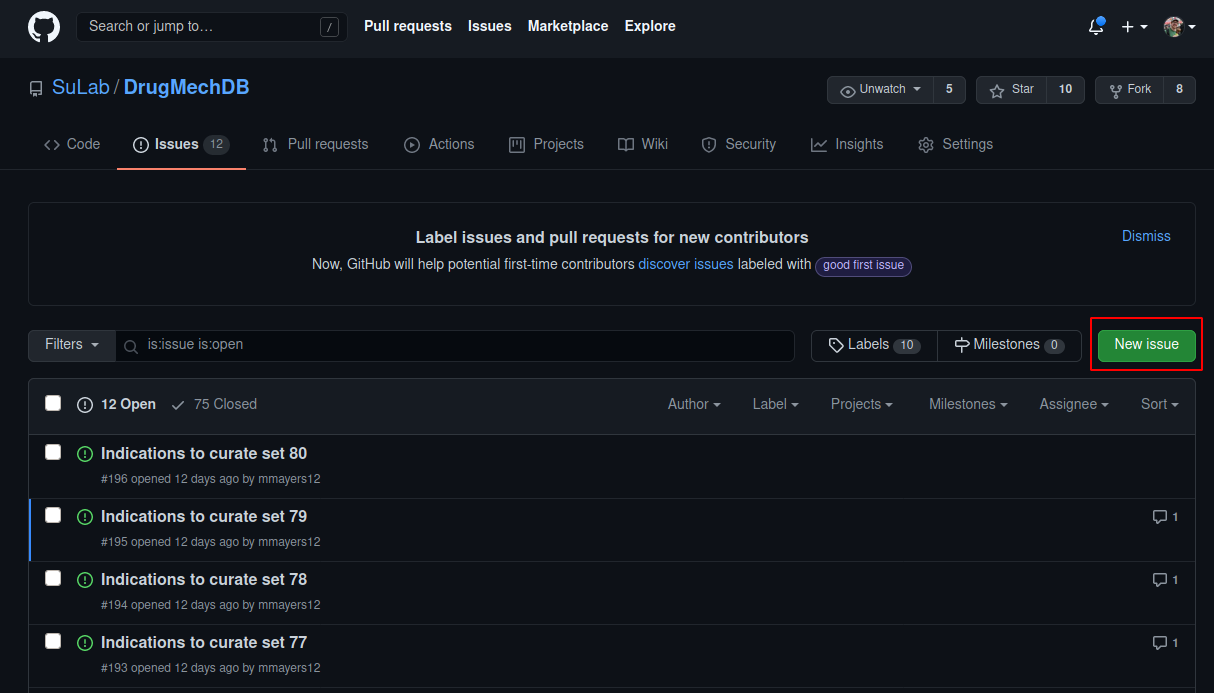 Search or jump to… / Pull requests Issues Marketplace Explore
SuLab / DrugMechDB Unwatch 5 Star 10 Fork 8
Code Issues 12 Pull requests Actions Projects Wiki Security Insights Settings
Label issues and pull requests for new contributors Dismiss
Now, GitHub will help potential first-time contributors discover issues labeled with good first issue
Filters is:issue is:open Labels 10 Milestones 0 New issue
12 Open 75 Closed Author Label Projects Milestones Assignee Sort
Indications to curate set 80
#196 opened 12 days ago by mmayers12
Indications to curate set 79 1
#195 opened 12 days ago by mmayers12
Indications to curate set 78 1
#194 opened 12 days ago by mmayers12
Indications to curate set 77 1
#193 opened 12 days ago by mmayers12